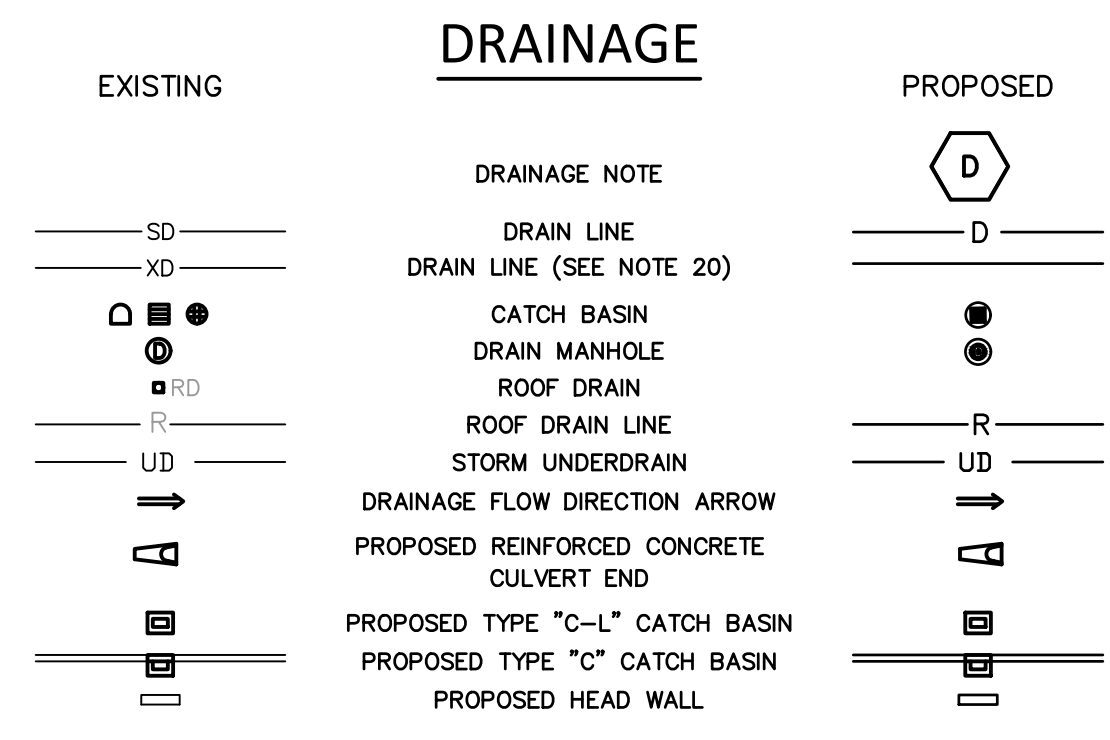 DRAINAGE
EXISTING PROPOSED
DRAINAGE NOTE D
SD DRAIN LINE D
XD DRAIN LINE (SEE NOTE 20)
CATCH BASIN
D DRAIN MANHOLE
RD ROOF DRAIN
R ROOF DRAIN LINE R
UD STORM UNDERDRAIN UD
DRAINAGE FLOW DIRECTION ARROW
PROPOSED REINFORCED CONCRETE
CULVERT END
PROPOSED TYPE "C-L" CATCH BASIN
PROPOSED TYPE "C" CATCH BASIN
PROPOSED HEAD WALL